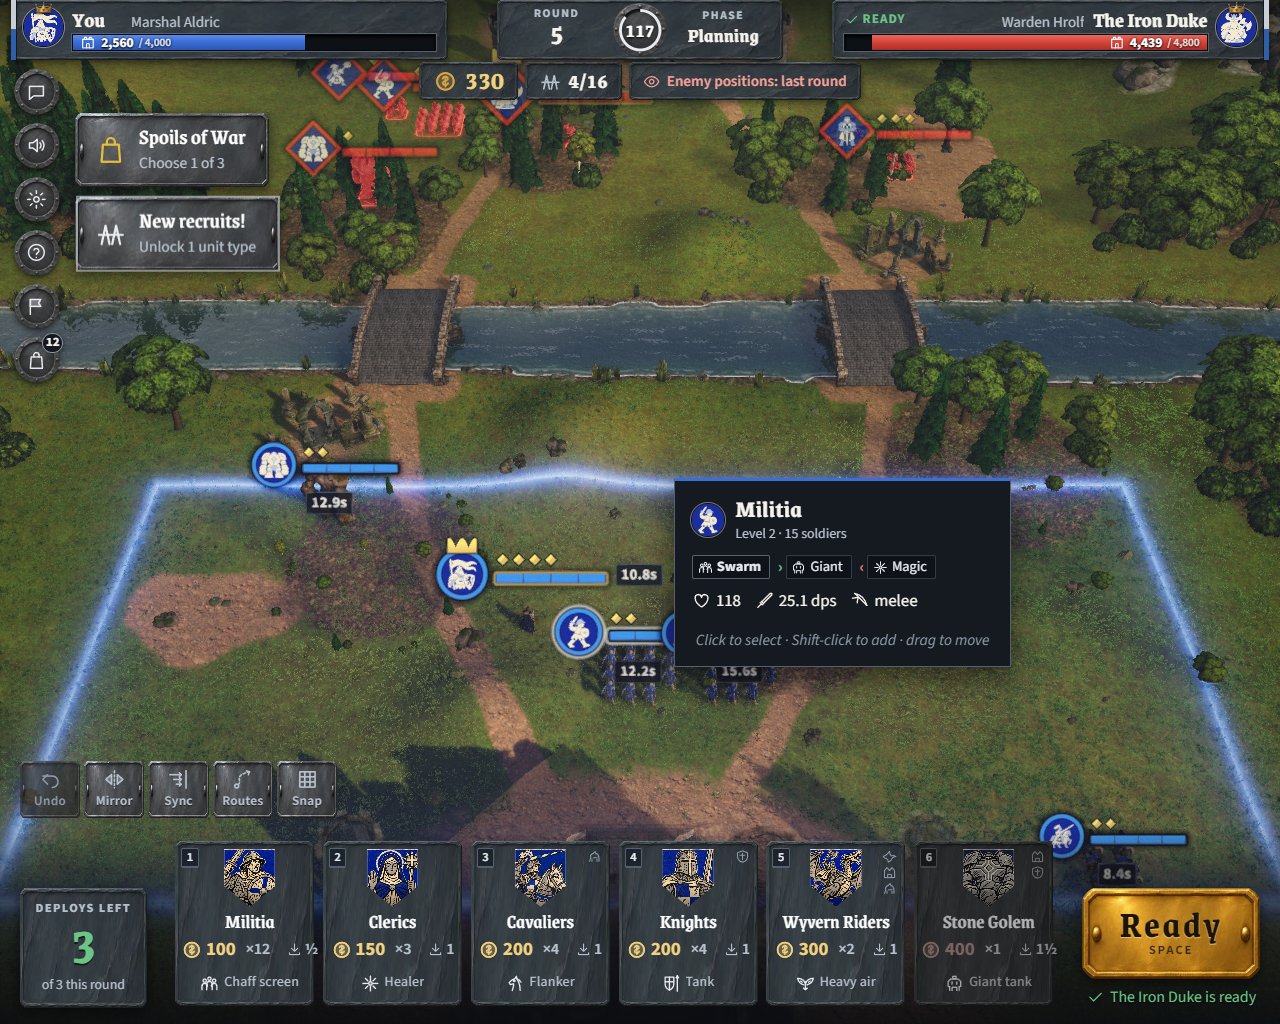 You Marshal Aldric
2,560 / 4,000
ROUND
5
117
PHASE
Planning
READY
Warden Hrolf The Iron Duke
4,439 / 4,800
330
4/16
Enemy positions: last round
Spoils of War
Choose 1 of 3
New recruits!
Unlock 1 unit type
12
12.9s
10.8s
12.2s
15.6s
8.4s
Militia
Level 2 · 15 soldiers
Swarm › Giant ‹ Magic
118 25.1 dps melee
Click to select · Shift-click to add · drag to move
Undo
Mirror
Sync
Routes
Snap
DEPLOYS LEFT
3
of 3 this round
1
Militia
100 ×12 ½
Chaff screen
2
Clerics
150 ×3 1
Healer
3
Cavaliers
200 ×4 1
Flanker
4
Knights
200 ×4 1
Tank
5
Wyvern Riders
300 ×2 1
Heavy air
6
Stone Golem
400 ×1 1½
Giant tank
Ready
SPACE
The Iron Duke is ready